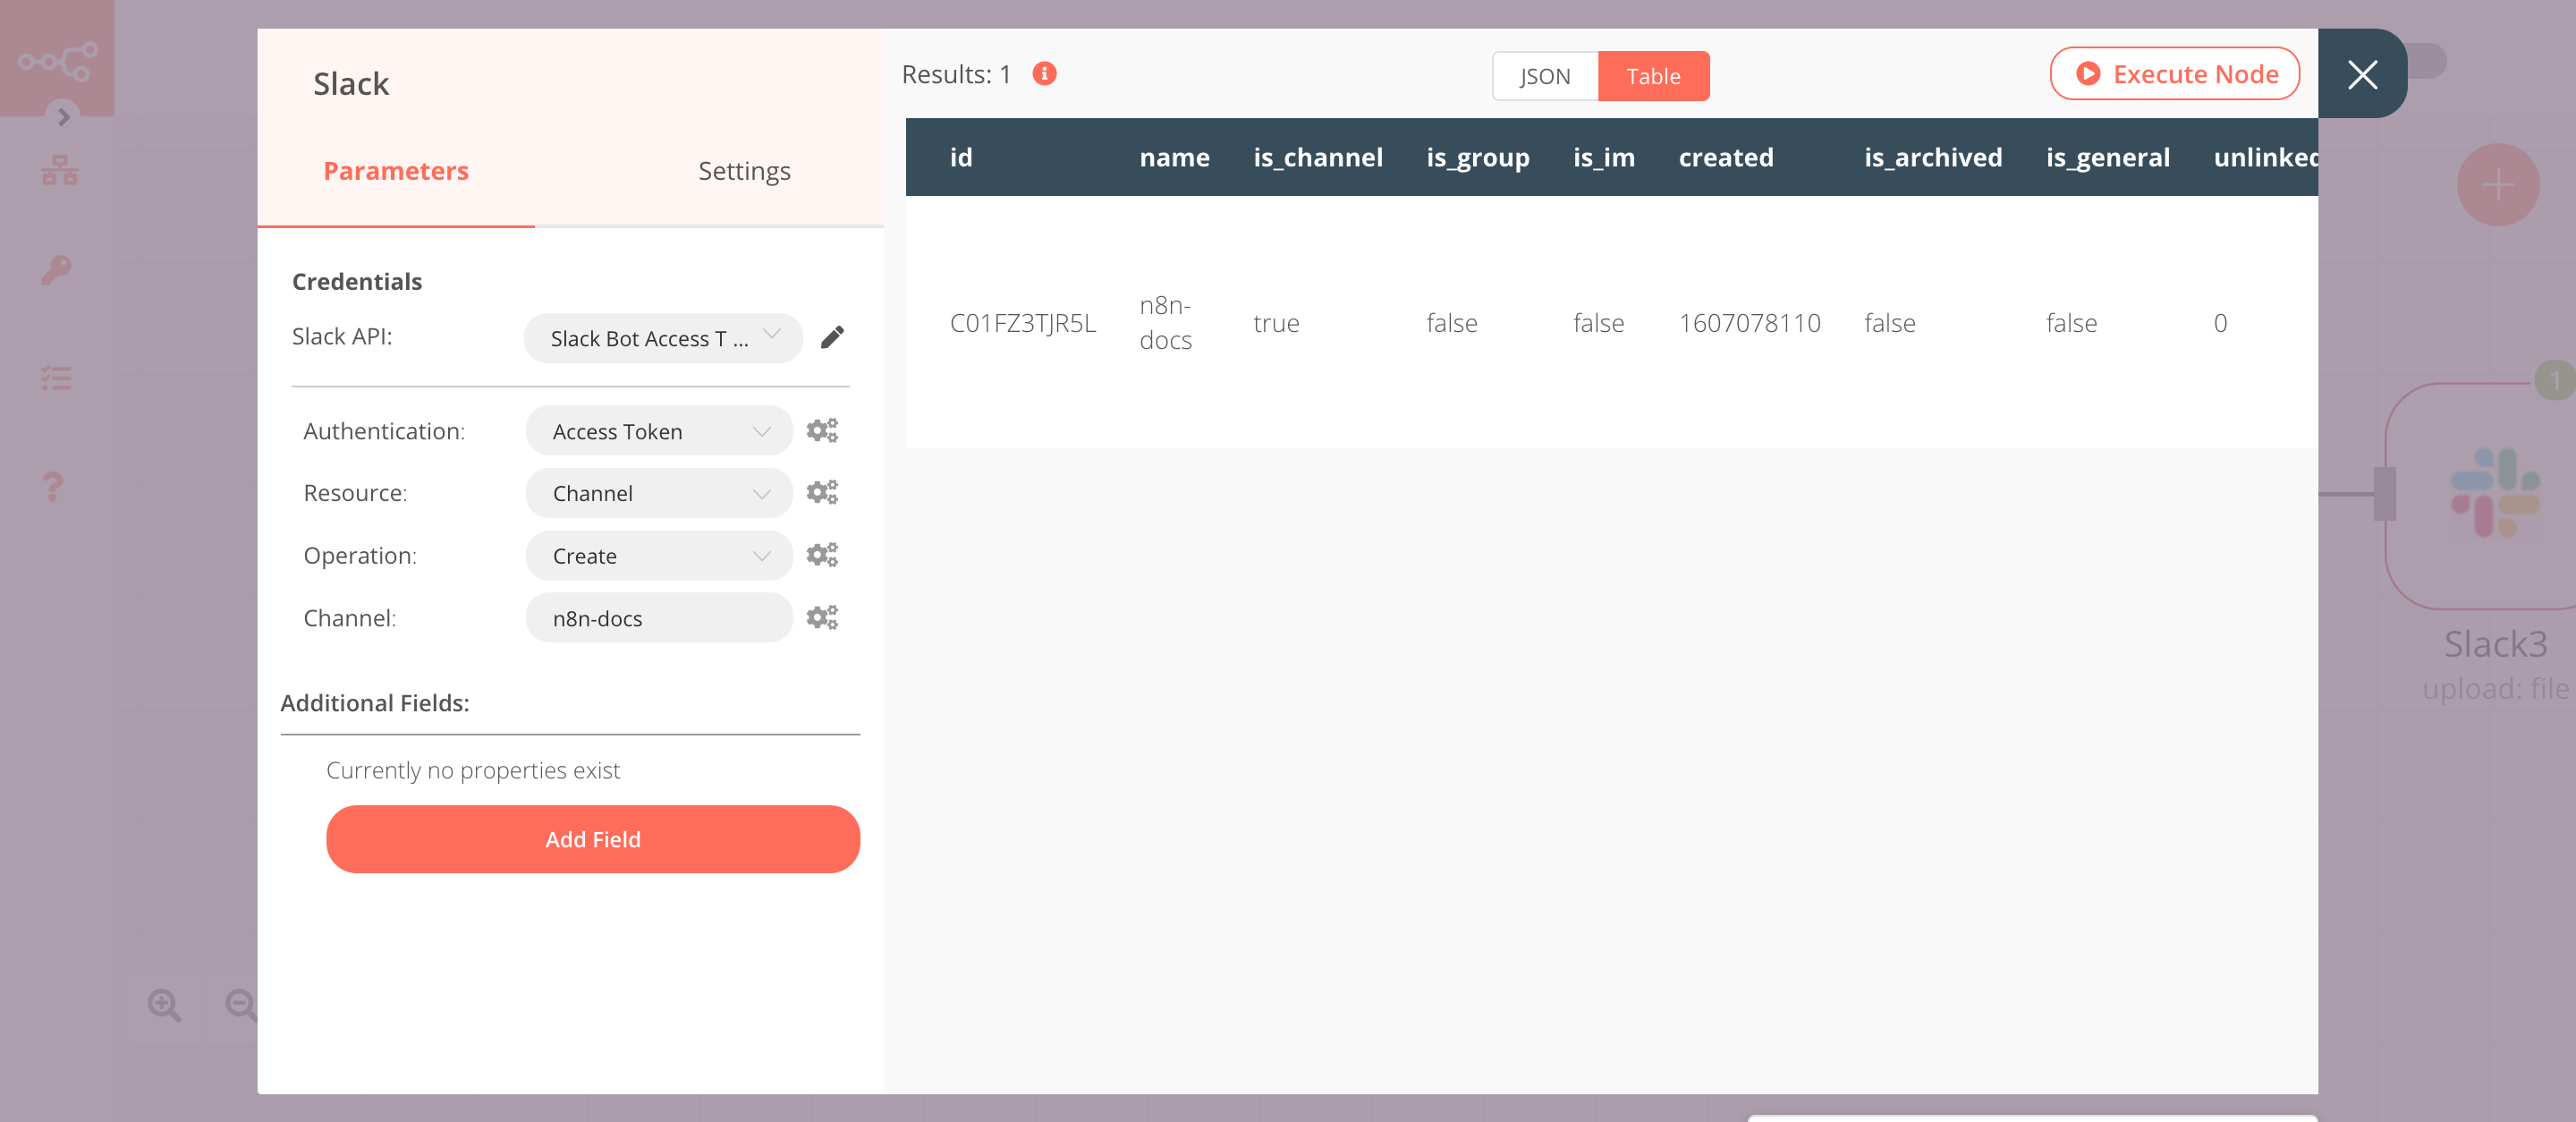 Slack
Parameters
Settings
Credentials
Slack API:
Slack Bot Access T ...
Authentication:
Access Token
Resource:
Channel
Operation:
Create
Channel:
n8n-docs
Additional Fields:
Currently no properties exist
Add Field
Results: 1
JSON
Table
Execute Node
id name is_channel is_group is_im created is_archived is_general unlinked
C01FZ3TJR5L n8n-
docs true false false 1607078110 false false 0
1
Slack3
upload: file